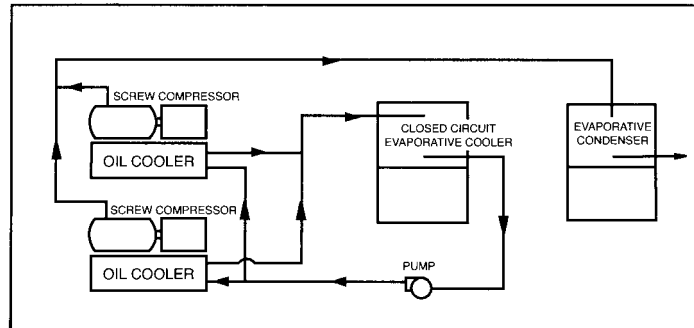 SCREW COMPRESSOR
OIL COOLER
SCREW COMPRESSOR
OIL COOLER
CLOSED CIRCUIT
EVAPORATIVE COOLER
EVAPORATIVE
CONDENSER
PUMP